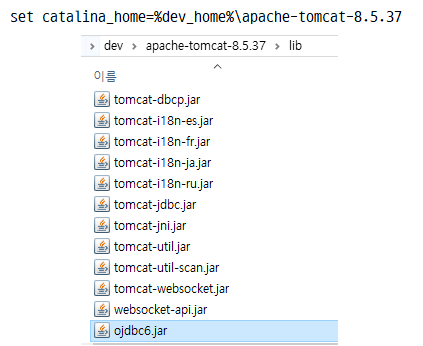 set catalina_home=%dev_home%\apache-tomcat-8.5.37
> dev > apache-tomcat-8.5.37 > lib
이름
tomcat-dbcp.jar
tomcat-i18n-es.jar
tomcat-i18n-fr.jar
tomcat-i18n-ja.jar
tomcat-i18n-ru.jar
tomcat-jdbc.jar
tomcat-jni.jar
tomcat-util.jar
tomcat-util-scan.jar
tomcat-websocket.jar
websocket-api.jar
ojdbc6.jar